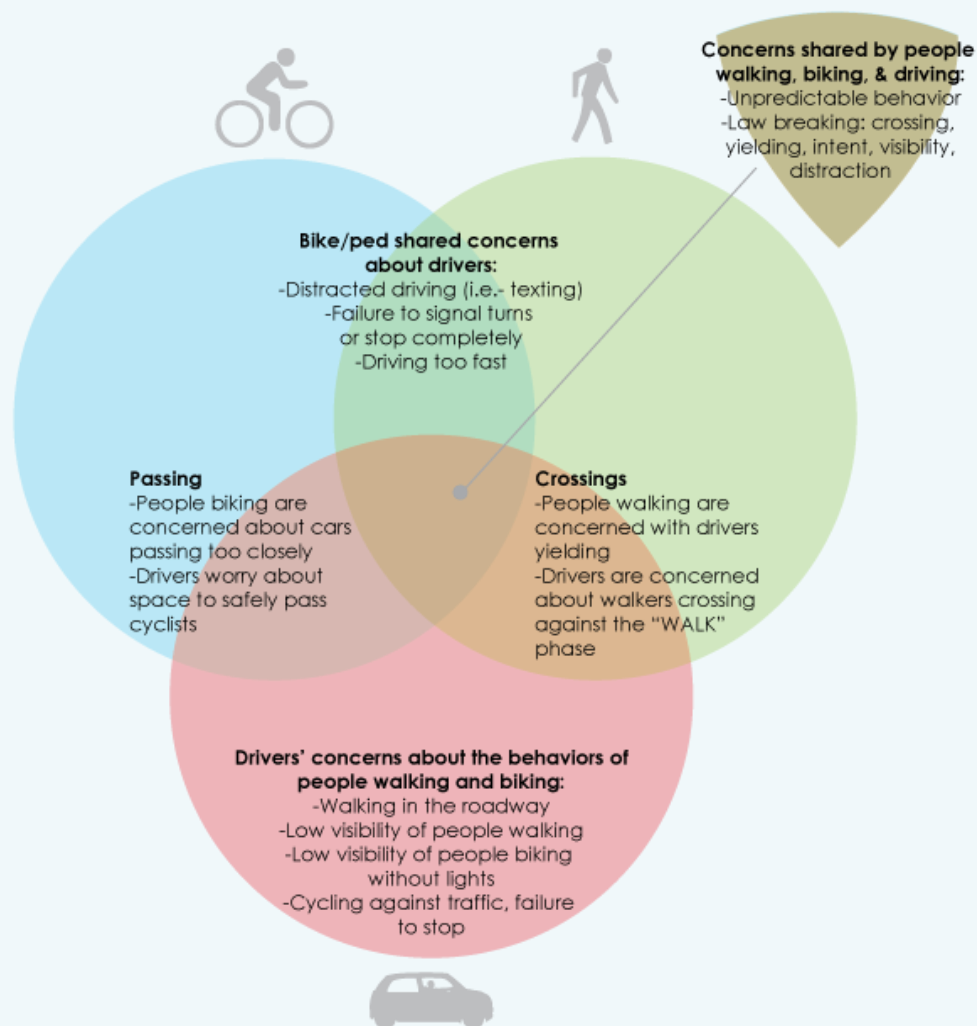 Concerns shared by people
walking, biking, & driving:
-Unpredictable behavior
-Law breaking: crossing,
yielding, intent, visibility,
distraction
Bike/ped shared concerns
about drivers:
-Distracted driving (i.e.- texting)
-Failure to signal turns
or stop completely
-Driving too fast
Passing
-People biking are
concerned about cars
passing too closely
-Drivers worry about
space to safely pass
cyclists
Crossings
-People walking are
concerned with drivers
yielding
-Drivers are concerned
about walkers crossing
against the “WALK”
phase
Drivers’ concerns about the behaviors of
people walking and biking:
-Walking in the roadway
-Low visibility of people walking
-Low visibility of people biking
without lights
-Cycling against traffic, failure
to stop